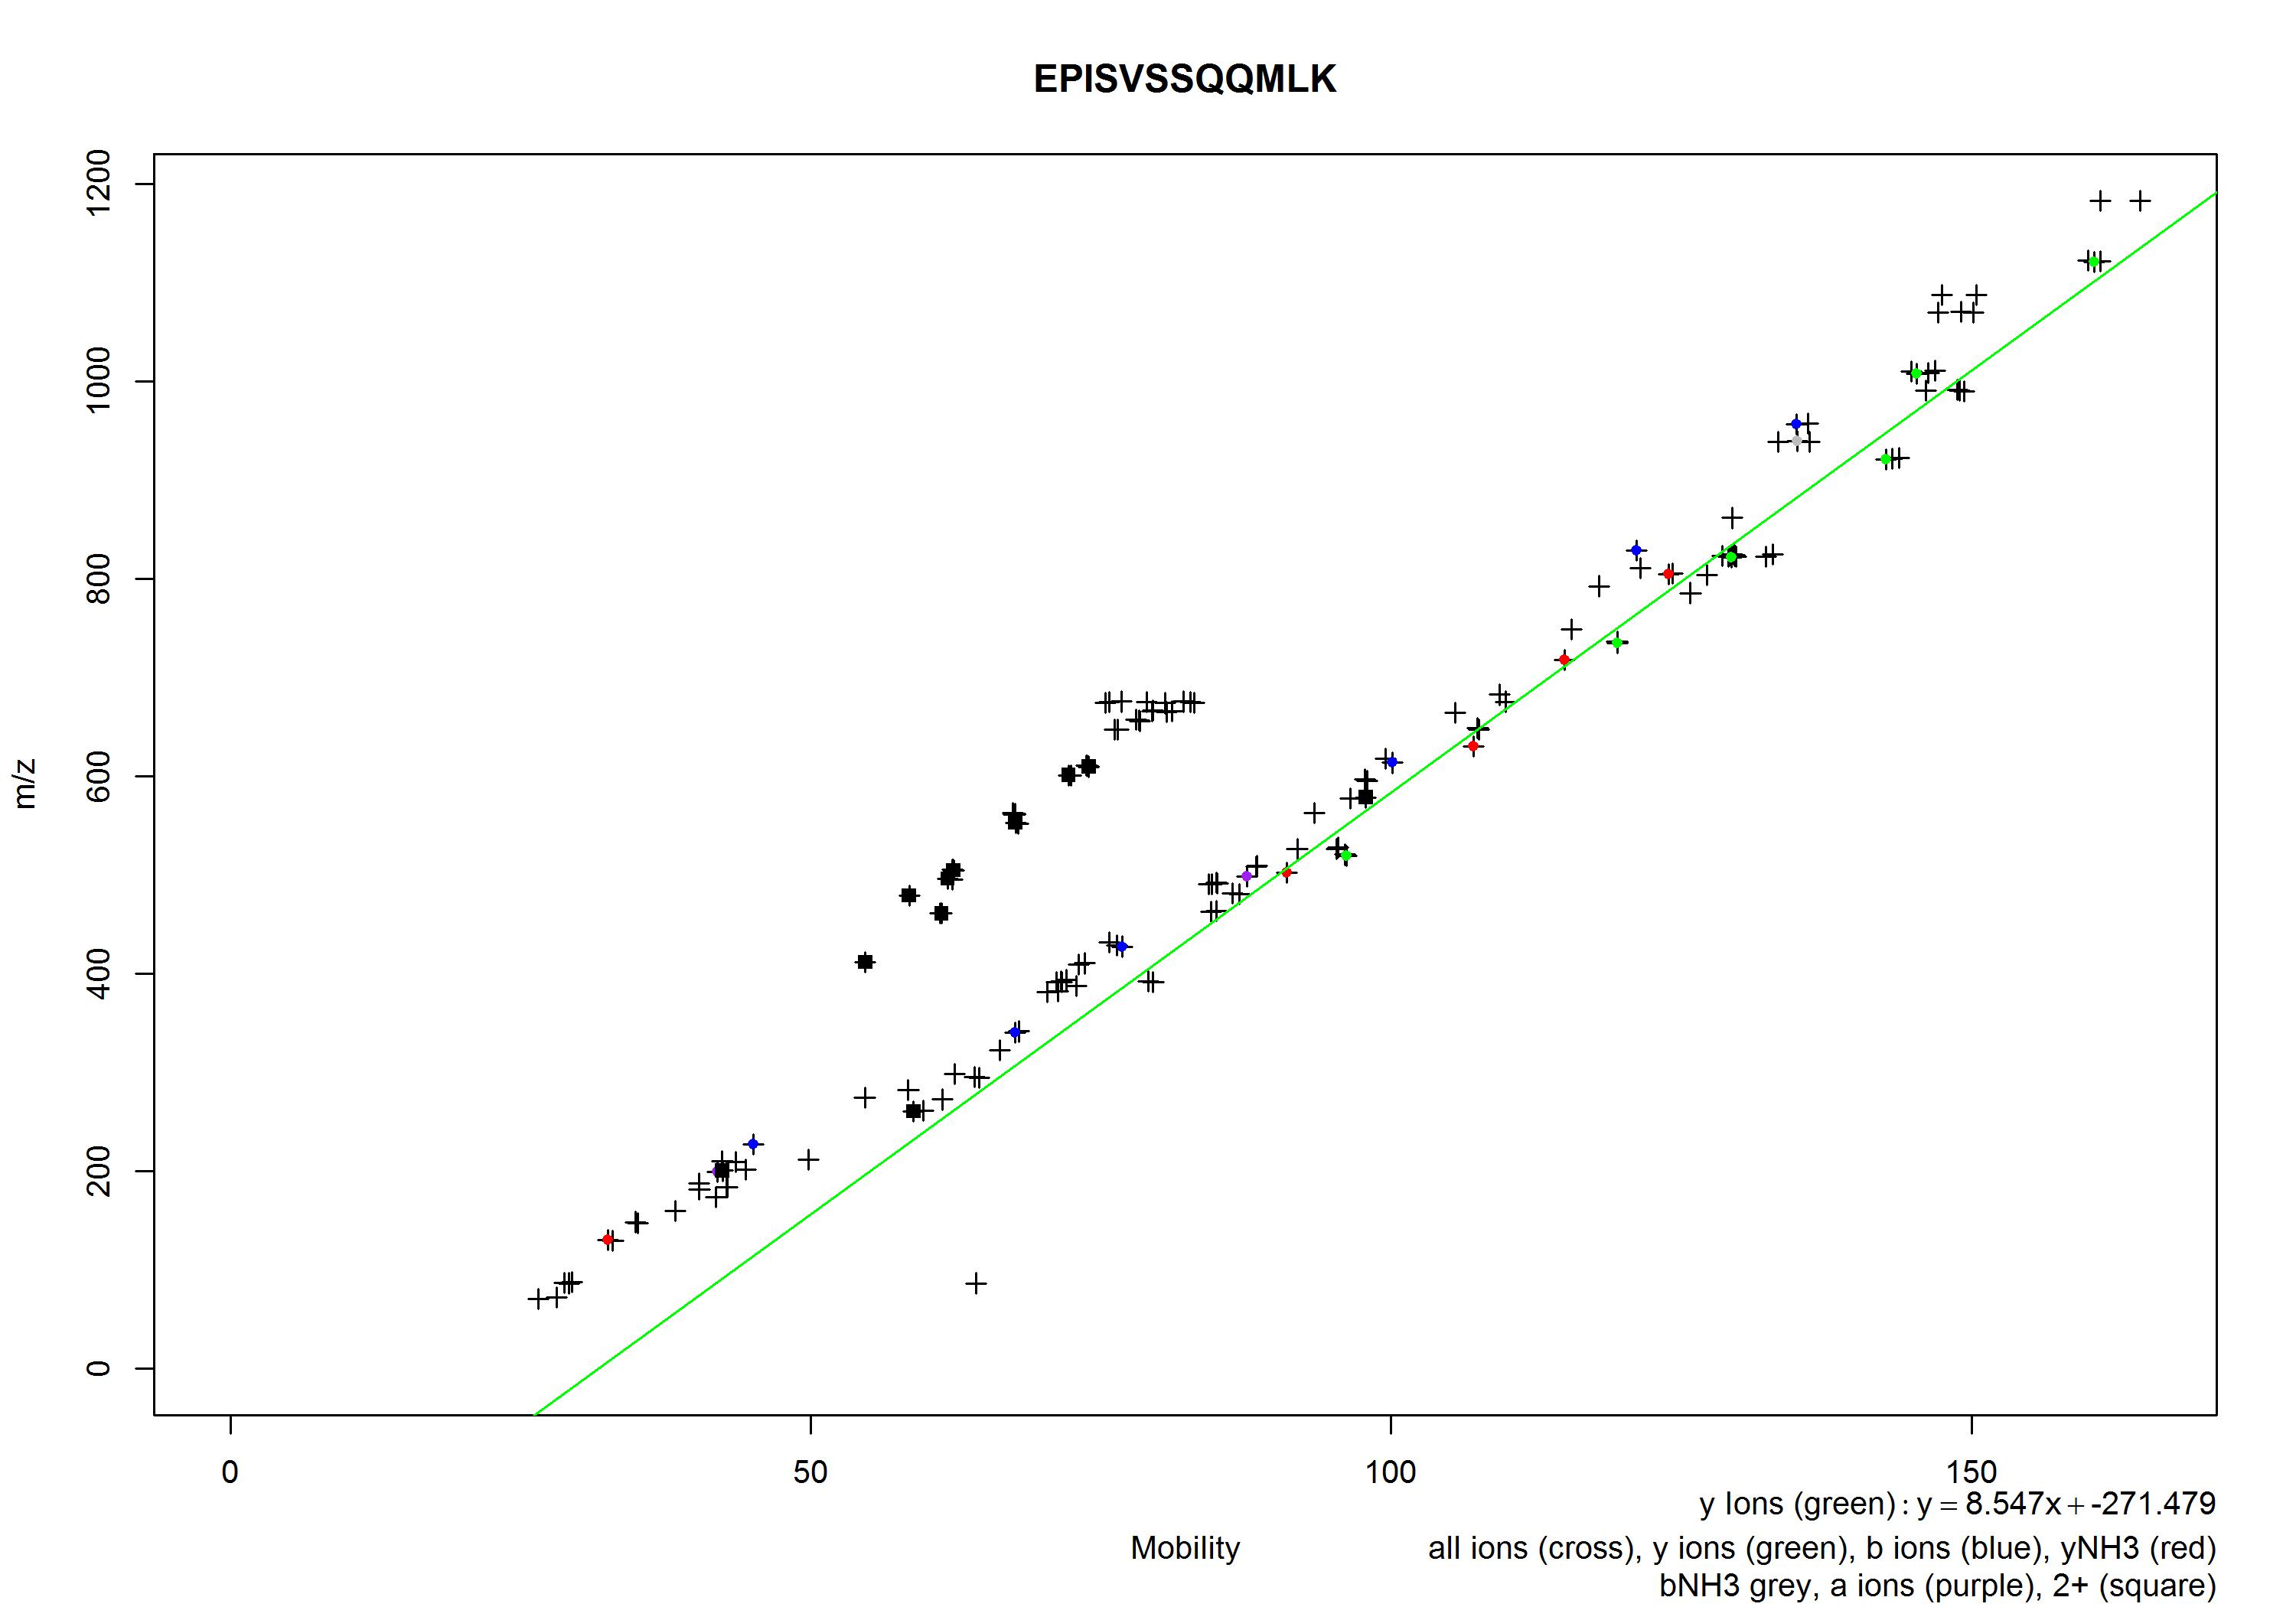 EPISVSSQQMLK
1200
1000
800
600
400
200
0
m/z
0 50 100 150
y Ions (green) : y = 8.547x + -271.479
Mobility
all ions (cross), y ions (green), b ions (blue), yNH3 (red)
bNH3 grey, a ions (purple), 2+ (square)